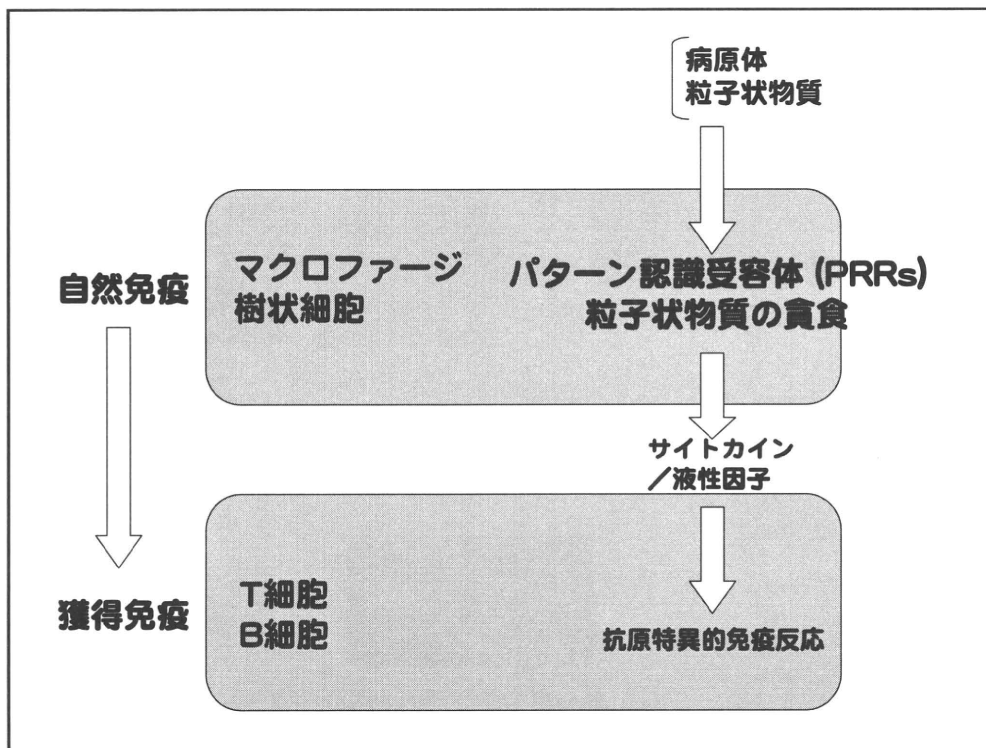 病原体
粒子状物質
自然免疫
マクロファージ
樹状細胞
パターン認識受容体 (PRRs)
粒子状物質の貪食
サイトカイン
／液性因子
獲得免疫
T細胞
B細胞
抗原特異的免疫反応